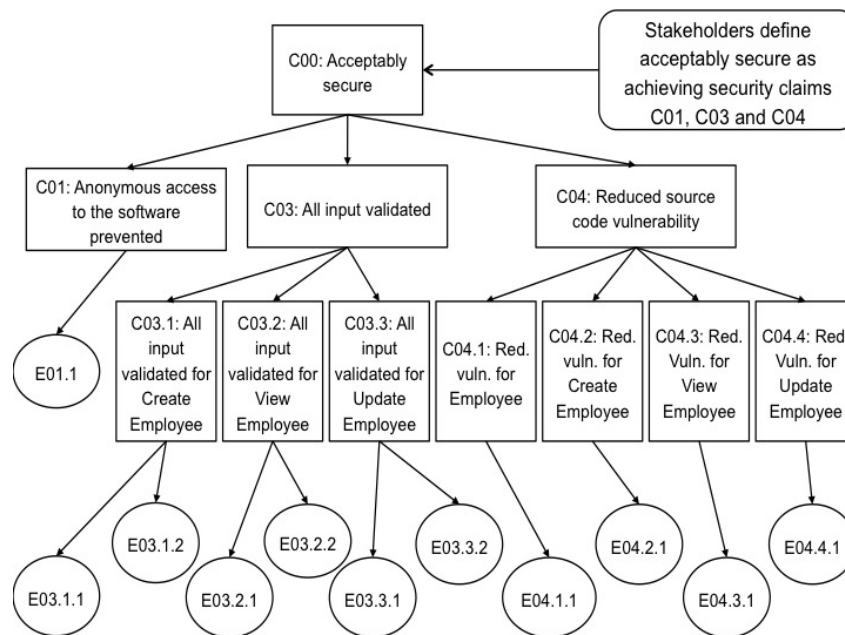 C00: Acceptably
secure
Stakeholders define
acceptably secure as
achieving security claims
C01, C03 and C04
C01: Anonymous access
to the software
prevented
C03: All input validated
C04: Reduced source
code vulnerability
E01.1
C03.1: All
input
validated for
Create
Employee
C03.2: All
input
validated for
View
Employee
C03.3: All
input
validated for
Update
Employee
C04.1: Red.
vuln. for
Employee
C04.2: Red.
vuln. for
Create
Employee
C04.3: Red.
Vuln. for
View
Employee
C04.4: Red.
Vuln. for
Update
Employee
E03.1.1
E03.1.2
E03.2.1
E03.2.2
E03.3.1
E03.3.2
E04.1.1
E04.2.1
E04.3.1
E04.4.1